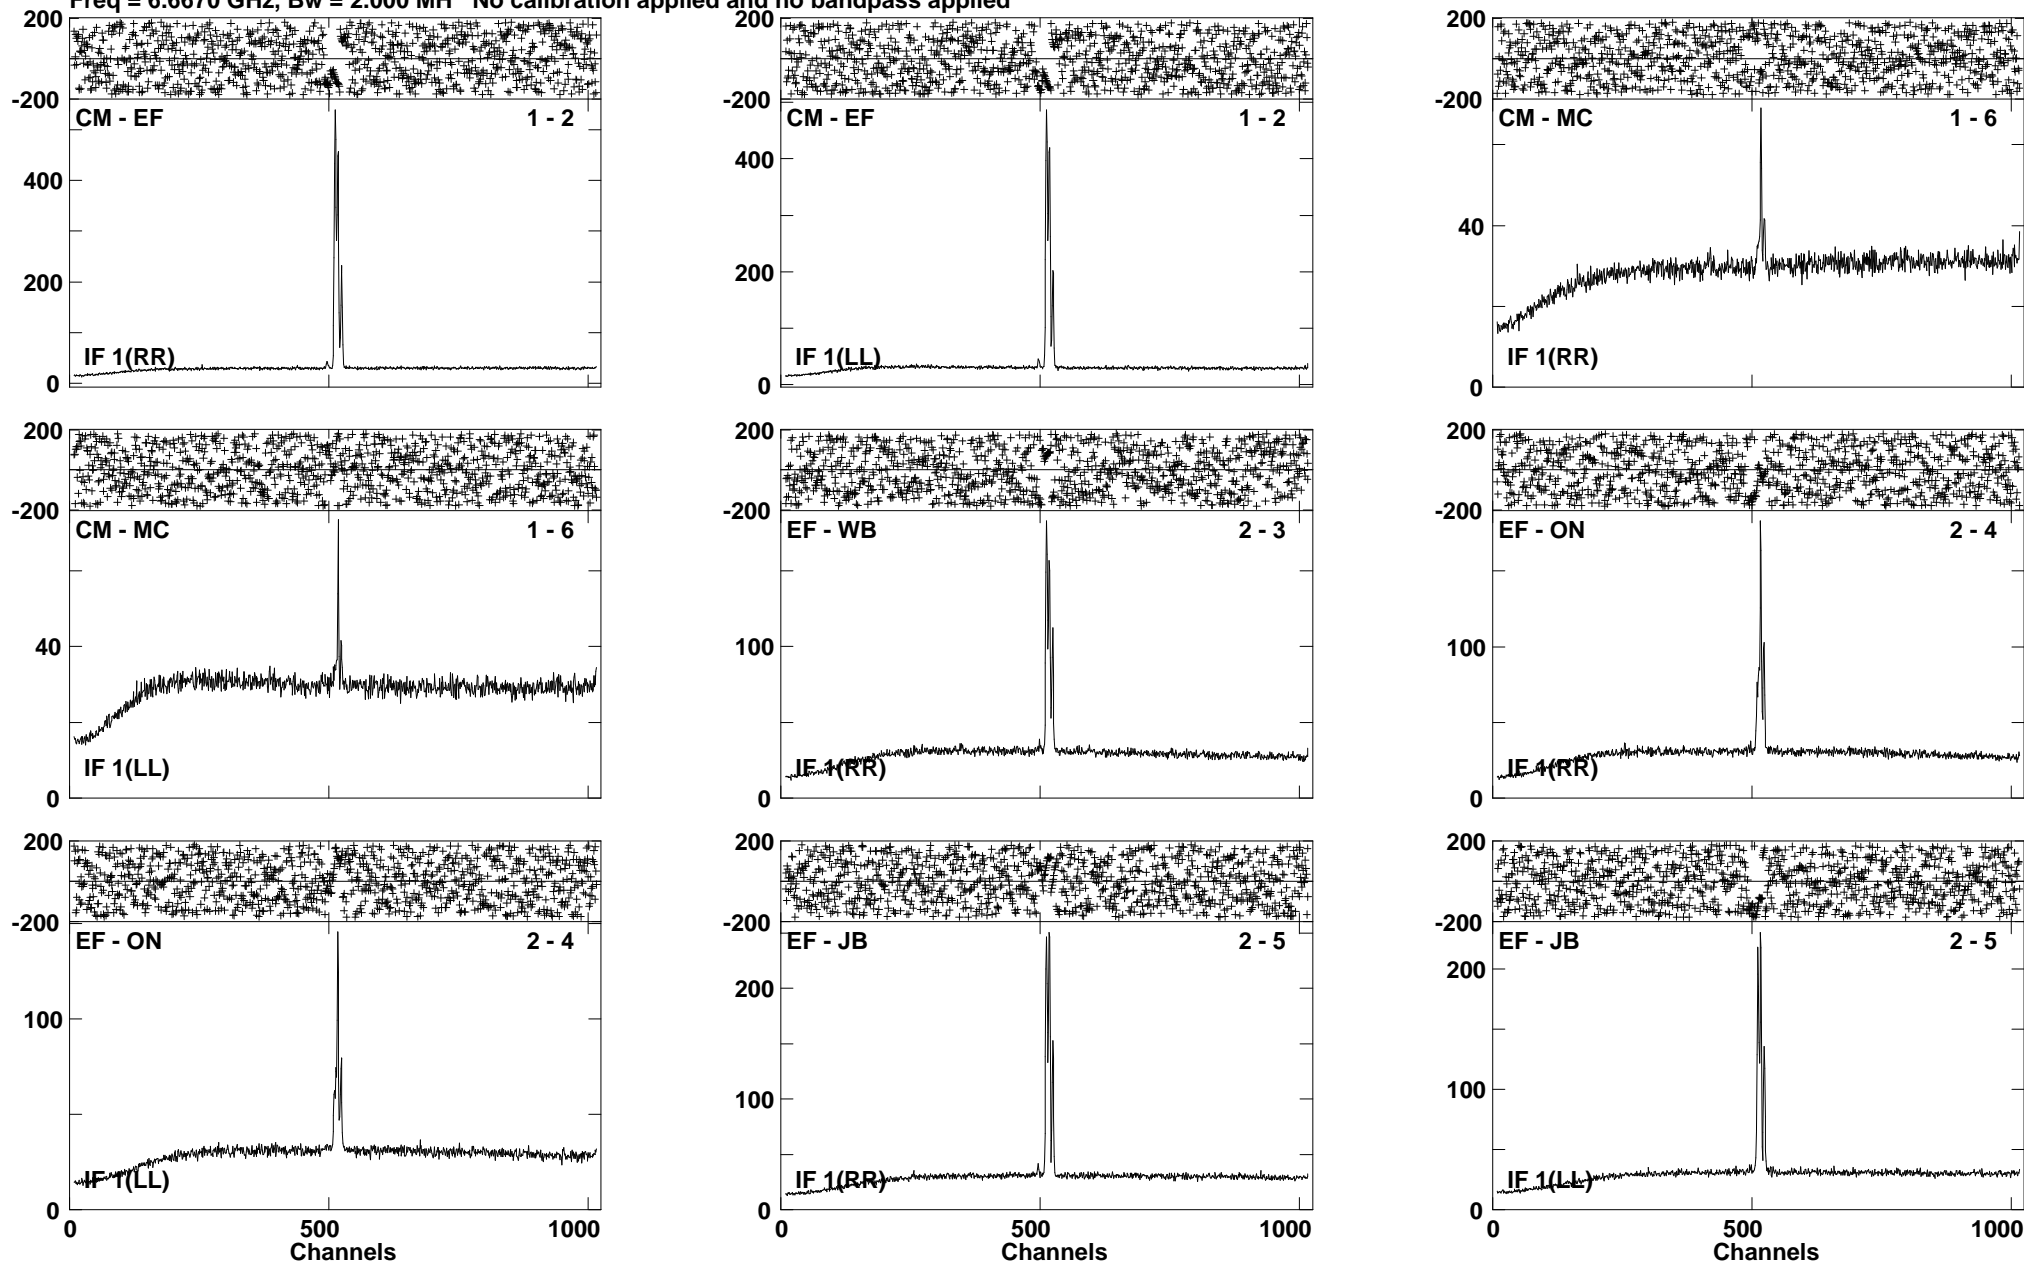 Freq = 6.6670 GHz, Bw = 2.000 MH No calibration applied and no bandpass applied
200
-200
CM - EF 1 - 2
400
200
IF 1(RR)
0
200
-200
CM - EF 1 - 2
400
200
IF 1(LL)
0
200
-200
CM - MC 1 - 6
40
IF 1(RR)
0
200
-200
CM - MC 1 - 6
40
IF 1(LL)
0
200
-200
EF - WB 2 - 3
100
IF 1(RR)
0
200
-200
EF - ON 2 - 4
100
IF 1(RR)
0
200
-200
EF - ON 2 - 4
100
IF 1(LL)
0
0 500 1000
Channels
200
-200
EF - JB 2 - 5
200
100
IF 1(RR)
0
0 500 1000
Channels
200
-200
EF - JB 2 - 5
200
100
IF 1(LL)
0
0 500 1000
Channels